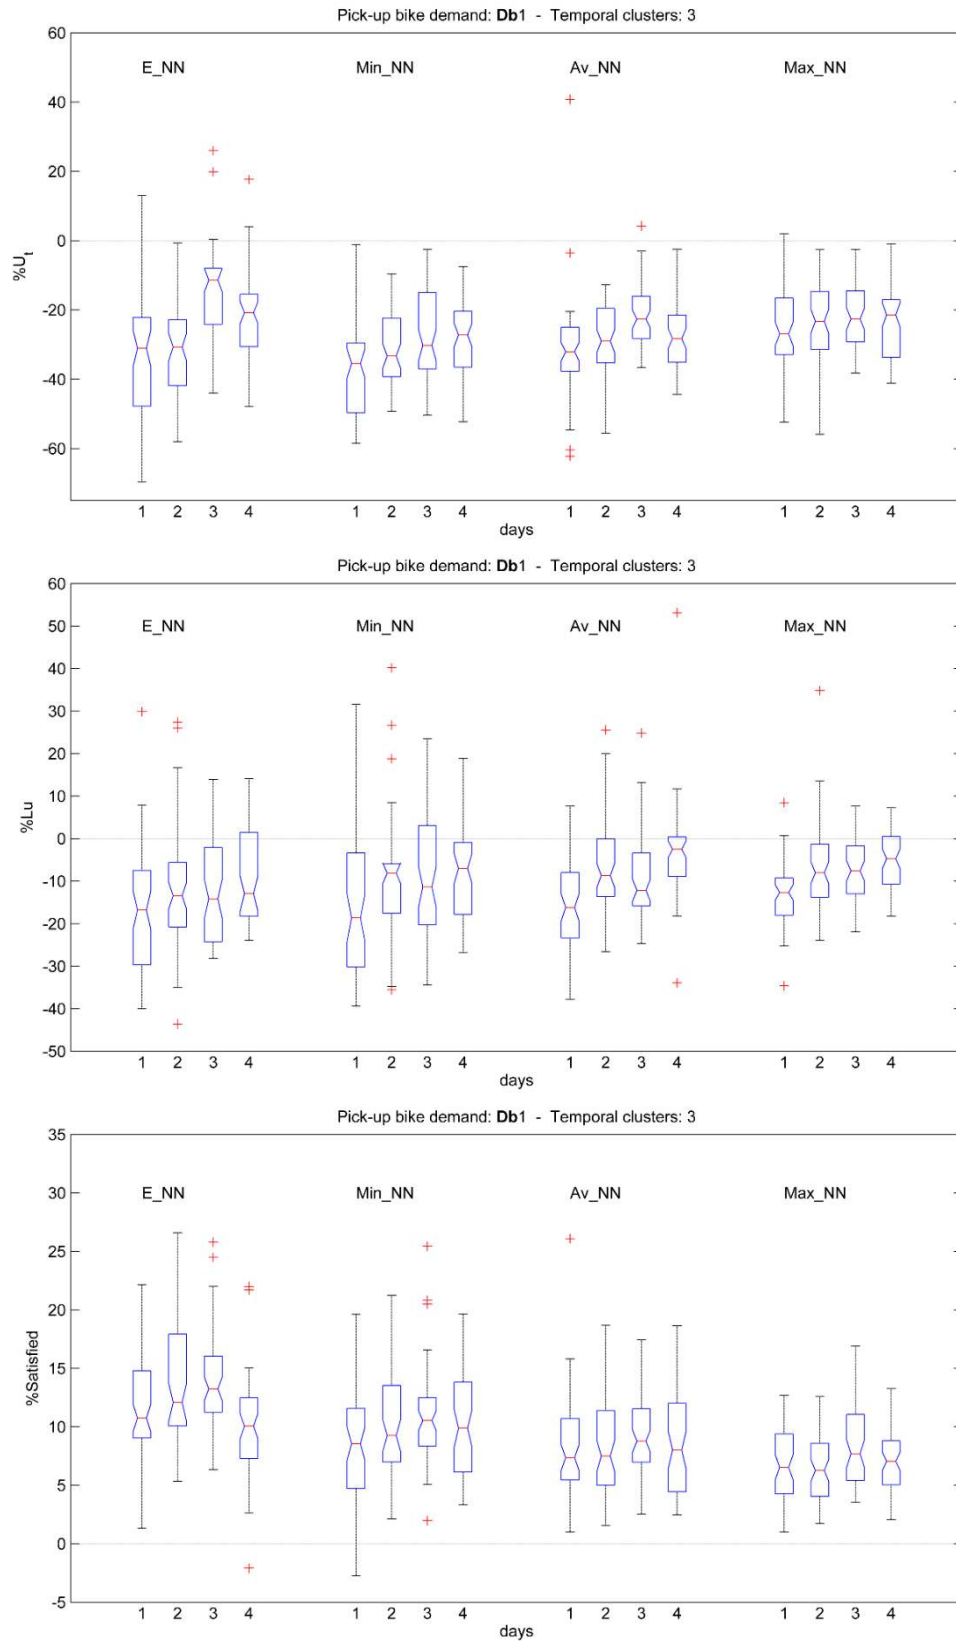 Pick-up bike demand: Db1 - Temporal clusters: 3
60
E_NN Min_NN Av_NN Max_NN
40
20
0
-20
-40
-60
%Ut
1 2 3 4 1 2 3 4 1 2 3 4 1 2 3 4
days
Pick-up bike demand: Db1 - Temporal clusters: 3
60
50
E_NN Min_NN Av_NN Max_NN
40
30
20
10
0
-10
-20
-30
-40
-50
%Lu
1 2 3 4 1 2 3 4 1 2 3 4 1 2 3 4
days
Pick-up bike demand: Db1 - Temporal clusters: 3
35
30
E_NN Min_NN Av_NN Max_NN
25
20
15
10
5
0
-5
%Satisfied
1 2 3 4 1 2 3 4 1 2 3 4 1 2 3 4
days